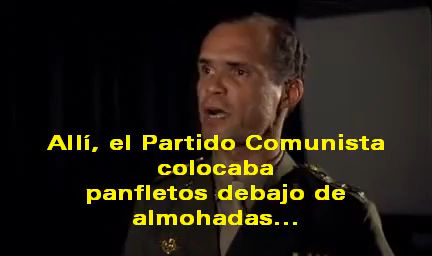 Allí, el Partido Comunista
colocaba
panfletos debajo de
almohadas...